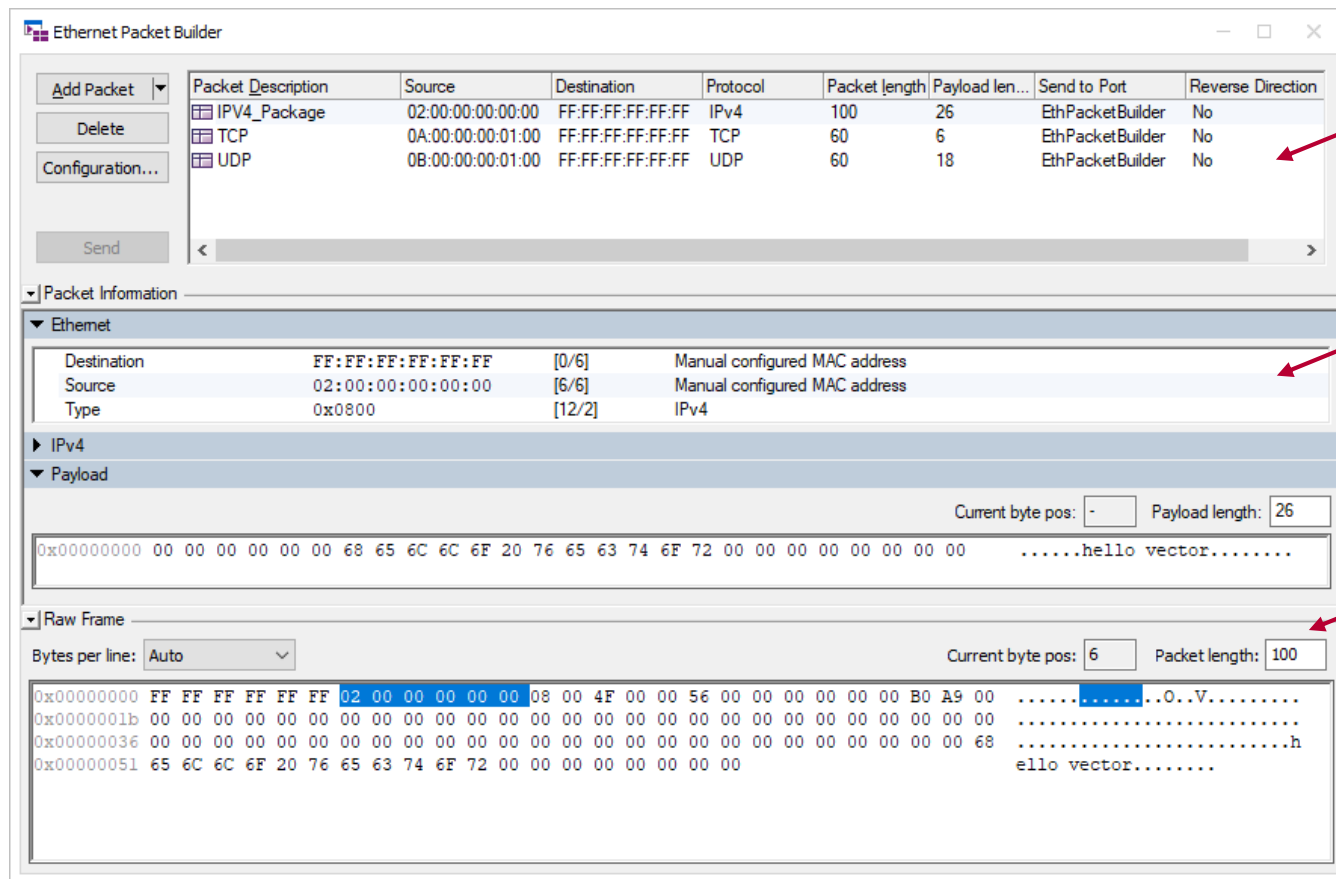 Ethernet Packet Builder
Add Packet
Delete
Configuration...
Send
Packet Description Source Destination Protocol Packet length Payload len... Send to Port Reverse Direction
IPV4_Package 02:00:00:00:00:00 FF:FF:FF:FF:FF:FF IPv4 100 26 EthPacketBuilder No
TCP 0A:00:00:00:01:00 FF:FF:FF:FF:FF:FF TCP 60 6 EthPacketBuilder No
UDP 0B:00:00:00:01:00 FF:FF:FF:FF:FF:FF UDP 60 18 EthPacketBuilder No
Packet Information
Ethernet
Destination FF:FF:FF:FF:FF:FF [0/6] Manual configured MAC address
Source 02:00:00:00:00:00 [6/6] Manual configured MAC address
Type 0x0800 [12/2] IPv4
IPv4
Payload
Current byte pos: - Payload length: 26
0x00000000 00 00 00 00 00 00 68 65 6C 6C 6F 20 76 65 63 74 6F 72 00 00 00 00 00 00 00 00 ......hello vector........
Raw Frame
Bytes per line: Auto Current byte pos: 6 Packet length: 100
0x00000000 FF FF FF FF FF FF 02 00 00 00 00 00 08 00 4F 00 00 56 00 00 00 00 00 00 B0 A9 00 ..............O..V.........
0x0000001b 00 00 00 00 00 00 00 00 00 00 00 00 00 00 00 00 00 00 00 00 00 00 00 00 00 00 00 ...........................
0x00000036 00 00 00 00 00 00 00 00 00 00 00 00 00 00 00 00 00 00 00 00 00 00 00 00 00 00 68 ..........................h
0x00000051 65 6C 6C 6F 20 76 65 63 74 6F 72 00 00 00 00 00 00 00 00 ello vector........